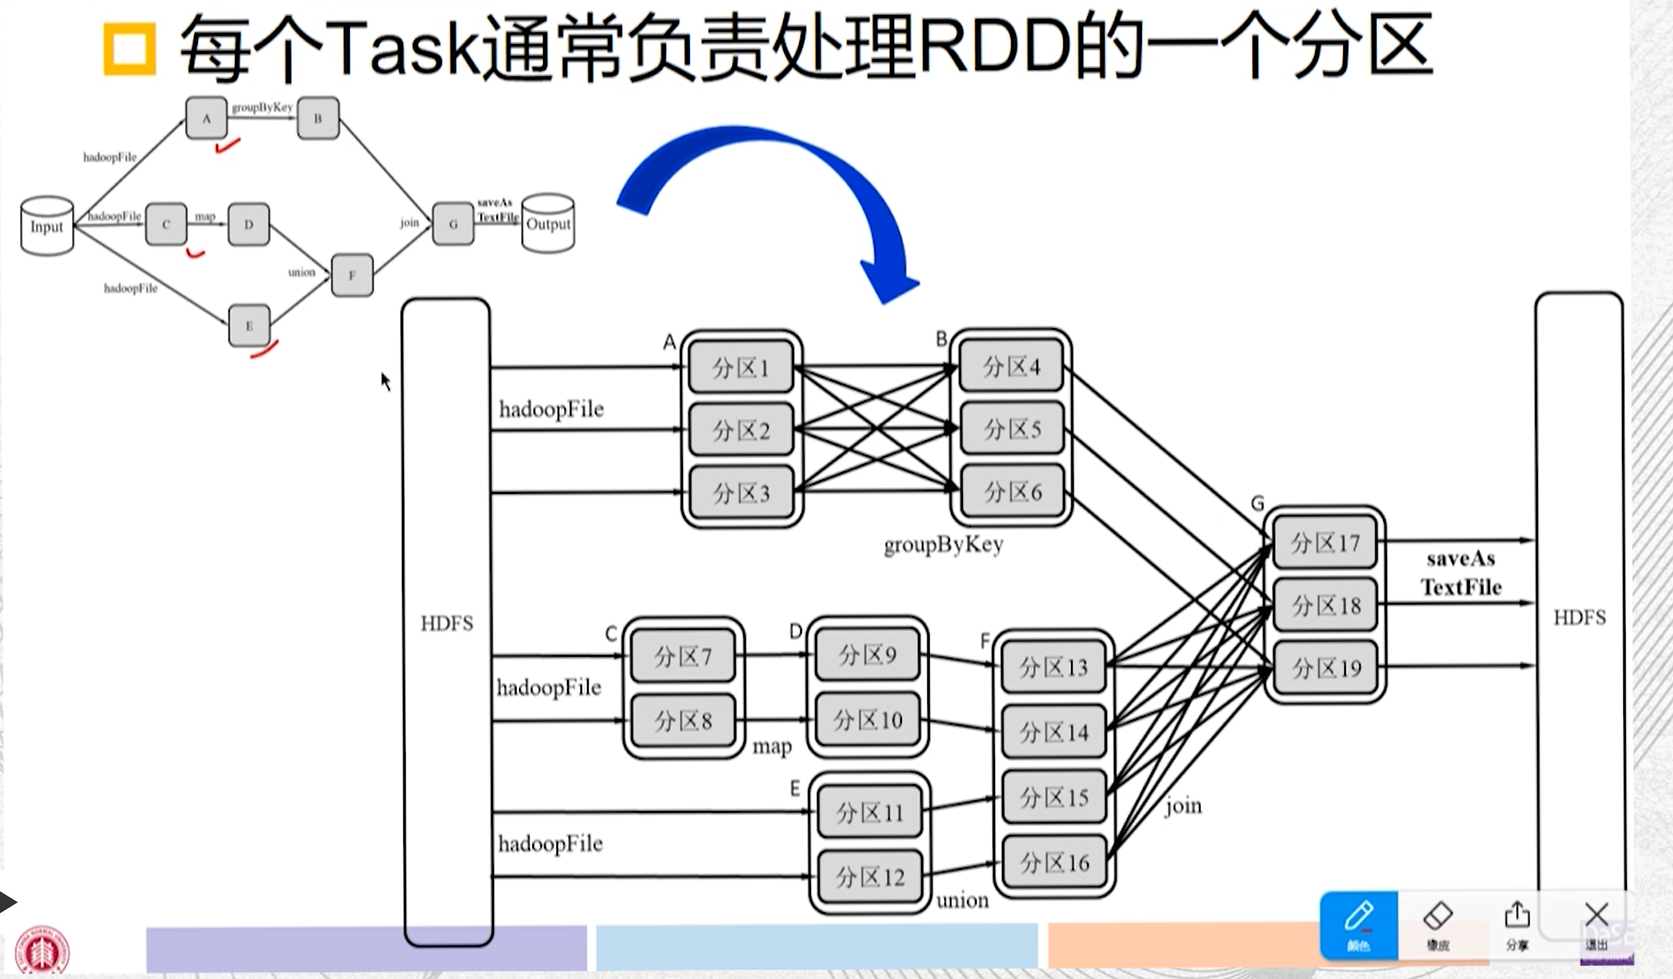 每个Task通常负责处理RDD的一个分区
A
groupByKey
B
hadoopFile
Input
hadoopFile
C
map
D
join
G
saveAs
TextFile
Output
union
F
hadoopFile
E
HDFS
hadoopFile
A
分区1
分区2
分区3
B
分区4
分区5
分区6
groupByKey
hadoopFile
C
分区7
分区8
map
D
分区9
分区10
hadoopFile
E
分区11
分区12
union
F
分区13
分区14
分区15
分区16
join
G
分区17
分区18
分区19
saveAs
TextFile
HDFS
颜色
橡皮
分享
退出